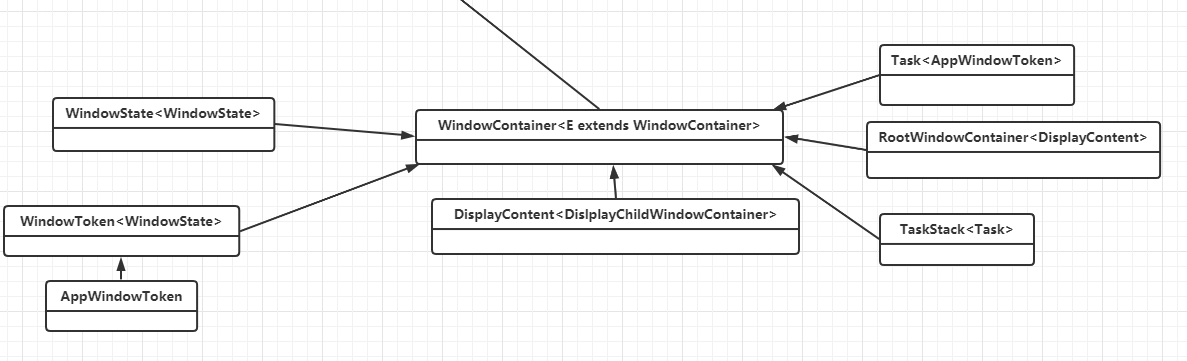 Task<AppWindowToken>
WindowState<WindowState>
WindowContainer<E extends WindowContainer>
RootWindowContainer<DisplayContent>
WindowToken<WindowState>
DisplayContent<DislplayChildWindowContainer>
TaskStack<Task>
AppWindowToken